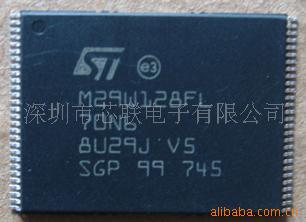 ST e3
M29W128FL
深圳市芯联电子有限公司
70N6
8U29J V5
SGP 99 745
alibaba.com.cn